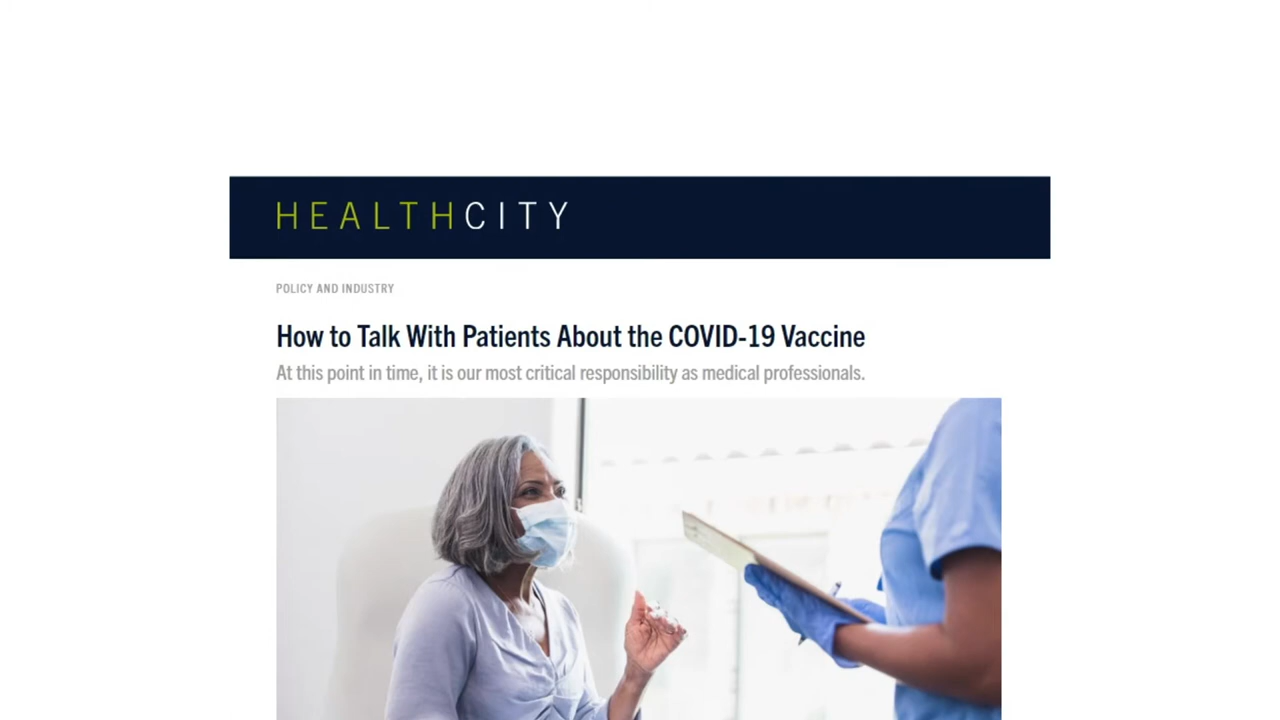 HEALTHCITY
POLICY AND INDUSTRY
How to Talk With Patients About the COVID-19 Vaccine
At this point in time, it is our most critical responsibility as medical professionals.